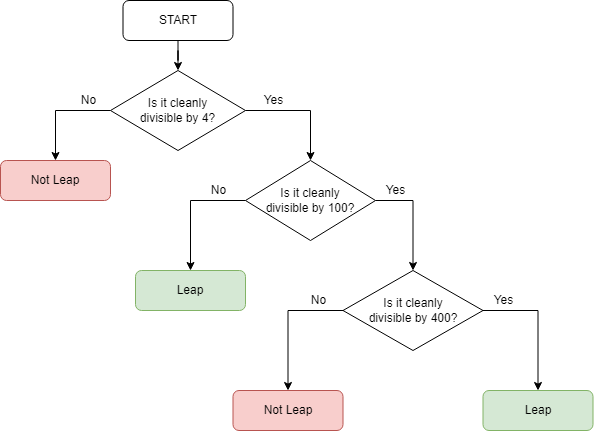 START
Is it cleanly
divisible by 4?
No
Yes
Not Leap
Is it cleanly
divisible by 100?
No
Yes
Leap
Is it cleanly
divisible by 400?
No
Yes
Not Leap
Leap